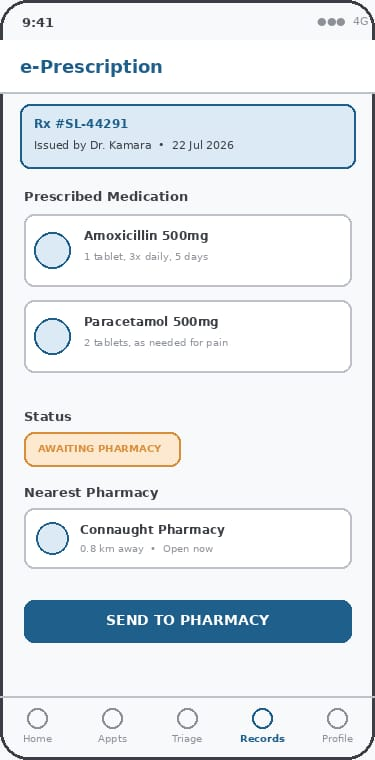 9:41
4G
e-Prescription
Rx #SL-44291
Issued by Dr. Kamara • 22 Jul 2026
Prescribed Medication
Amoxicillin 500mg
1 tablet, 3x daily, 5 days
Paracetamol 500mg
2 tablets, as needed for pain
Status
AWAITING PHARMACY
Nearest Pharmacy
Connaught Pharmacy
0.8 km away • Open now
SEND TO PHARMACY
Home Appts Triage Records Profile